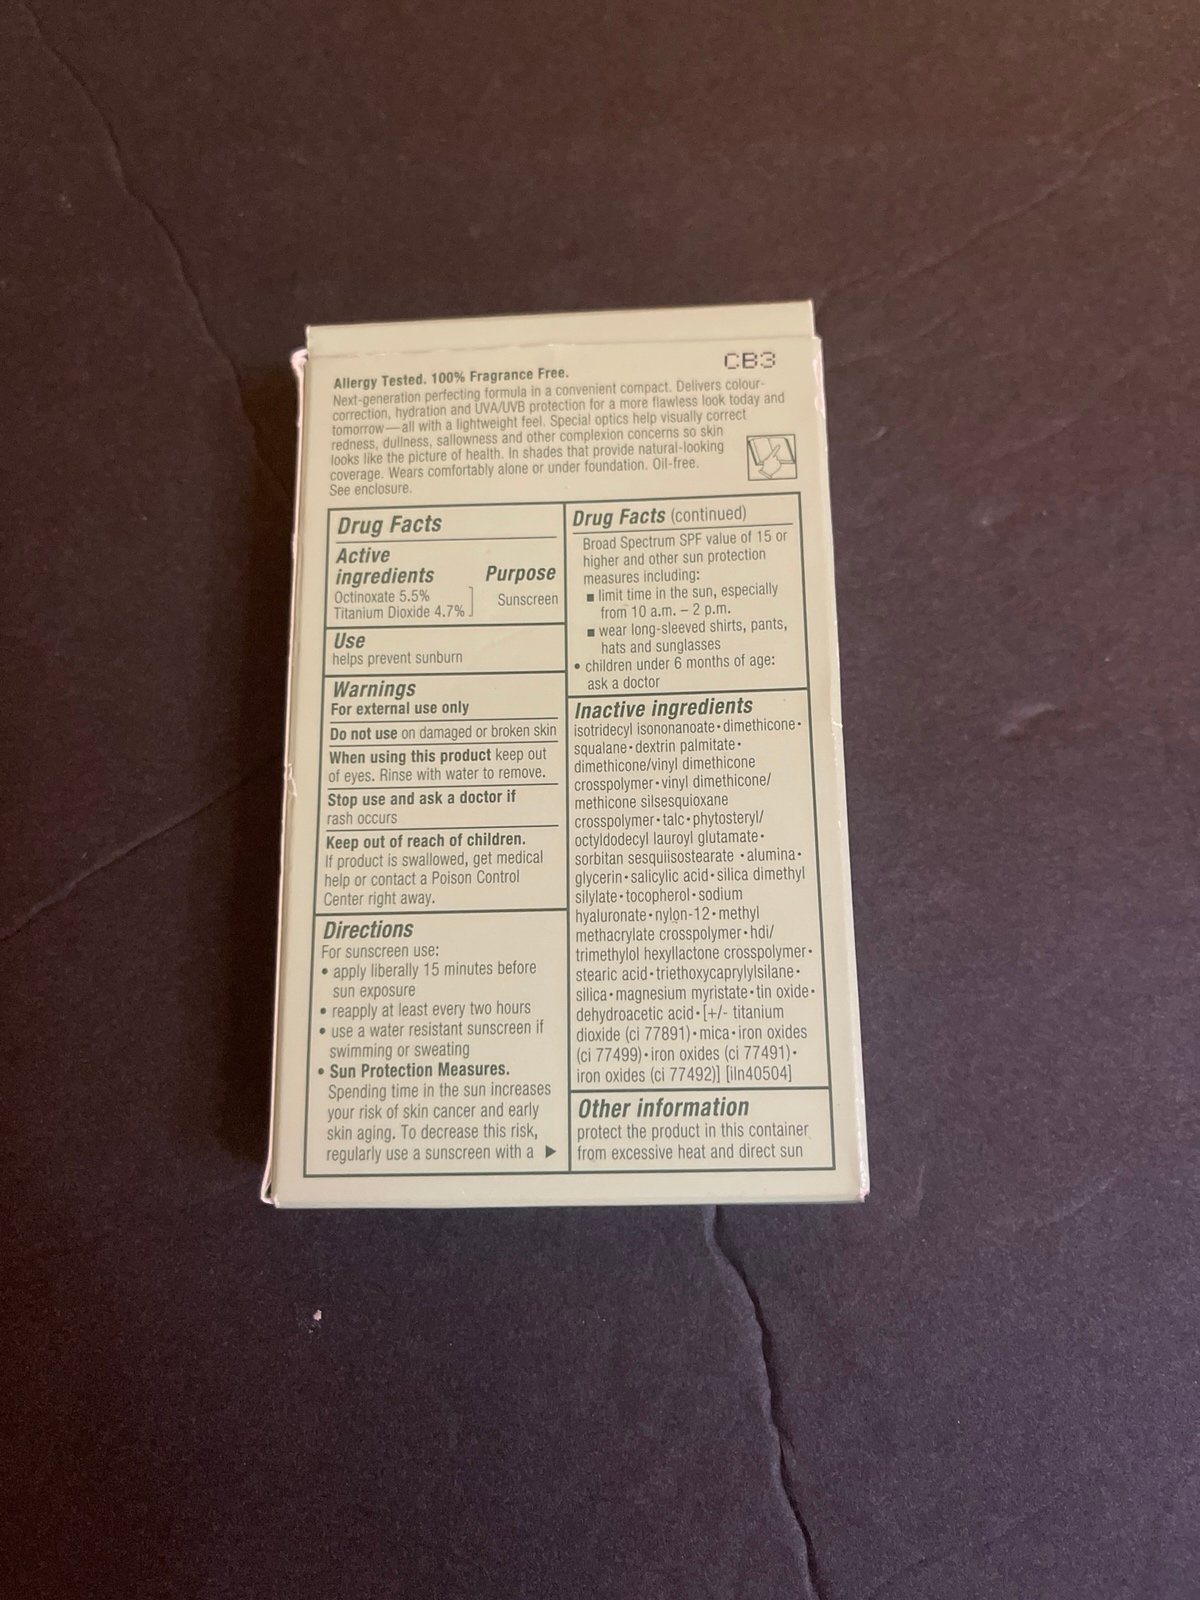 CB3
Allergy Tested. 100% Fragrance Free.
Next-generation perfecting formula in a convenient compact. Delivers colour-
correction, hydration and UVA/UVB protection for a more flawless look today and
tomorrow—all with a lightweight feel. Special optics help visually correct
redness, dullness, sallowness and other complexion concerns so skin
looks like the picture of health. In shades that provide natural-looking
coverage. Wears comfortably alone or under foundation. Oil-free.
See enclosure.
Drug Facts
Active
ingredients Purpose
Octinoxate 5.5%
Titanium Dioxide 4.7%
Sunscreen
Use
helps prevent sunburn
Warnings
For external use only
Do not use on damaged or broken skin
When using this product keep out
of eyes. Rinse with water to remove.
Stop use and ask a doctor if
rash occurs
Keep out of reach of children.
If product is swallowed, get medical
help or contact a Poison Control
Center right away.
Directions
For sunscreen use:
• apply liberally 15 minutes before
sun exposure
• reapply at least every two hours
• use a water resistant sunscreen if
swimming or sweating
• Sun Protection Measures.
Spending time in the sun increases
your risk of skin cancer and early
skin aging. To decrease this risk,
regularly use a sunscreen with a ▶
Drug Facts (continued)
Broad Spectrum SPF value of 15 or
higher and other sun protection
measures including:
■ limit time in the sun, especially
from 10 a.m. – 2 p.m.
■ wear long-sleeved shirts, pants,
hats and sunglasses
• children under 6 months of age:
ask a doctor
Inactive ingredients
isotridecyl isononanoate • dimethicone •
squalane • dextrin palmitate •
dimethicone/vinyl dimethicone
crosspolymer • vinyl dimethicone/
methicone silsesquioxane
crosspolymer • talc • phytosteryl/
octyldodecyl lauroyl glutamate •
sorbitan sesquiisostearate • alumina •
glycerin • salicylic acid • silica dimethyl
silylate • tocopherol • sodium
hyaluronate • nylon-12 • methyl
methacrylate crosspolymer • hdi/
trimethylol hexyllactone crosspolymer •
stearic acid • triethoxycaprylylsilane •
silica • magnesium myristate • tin oxide •
dehydroacetic acid • [+/- titanium
dioxide (ci 77891) • mica • iron oxides
(ci 77499) • iron oxides (ci 77491) •
iron oxides (ci 77492)] [iln40504]
Other information
protect the product in this container
from excessive heat and direct sun